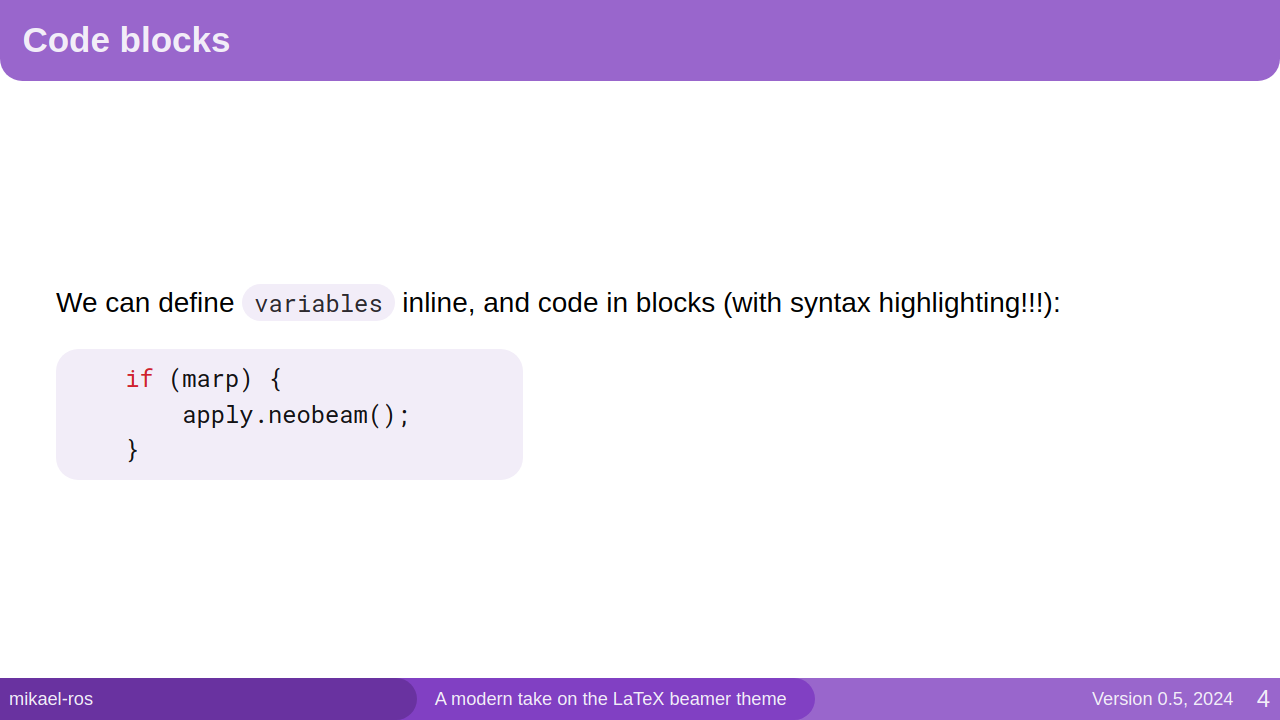 Code blocks
We can define variables inline, and code in blocks (with syntax highlighting!!!):
if (marp) {
    apply.neobeam();
}
mikael-ros
A modern take on the LaTeX beamer theme
Version 0.5, 2024
4